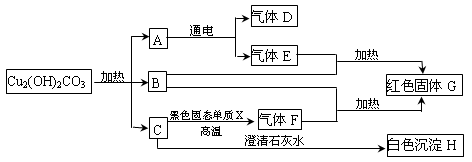 通电
气体 D
A
气体 E
加热
Cu₂(OH)₂CO₃
加热
B
红色固体 G
黑色固态单质 X
高温
气体 F
加热
C
澄清石灰水
白色沉淀 H